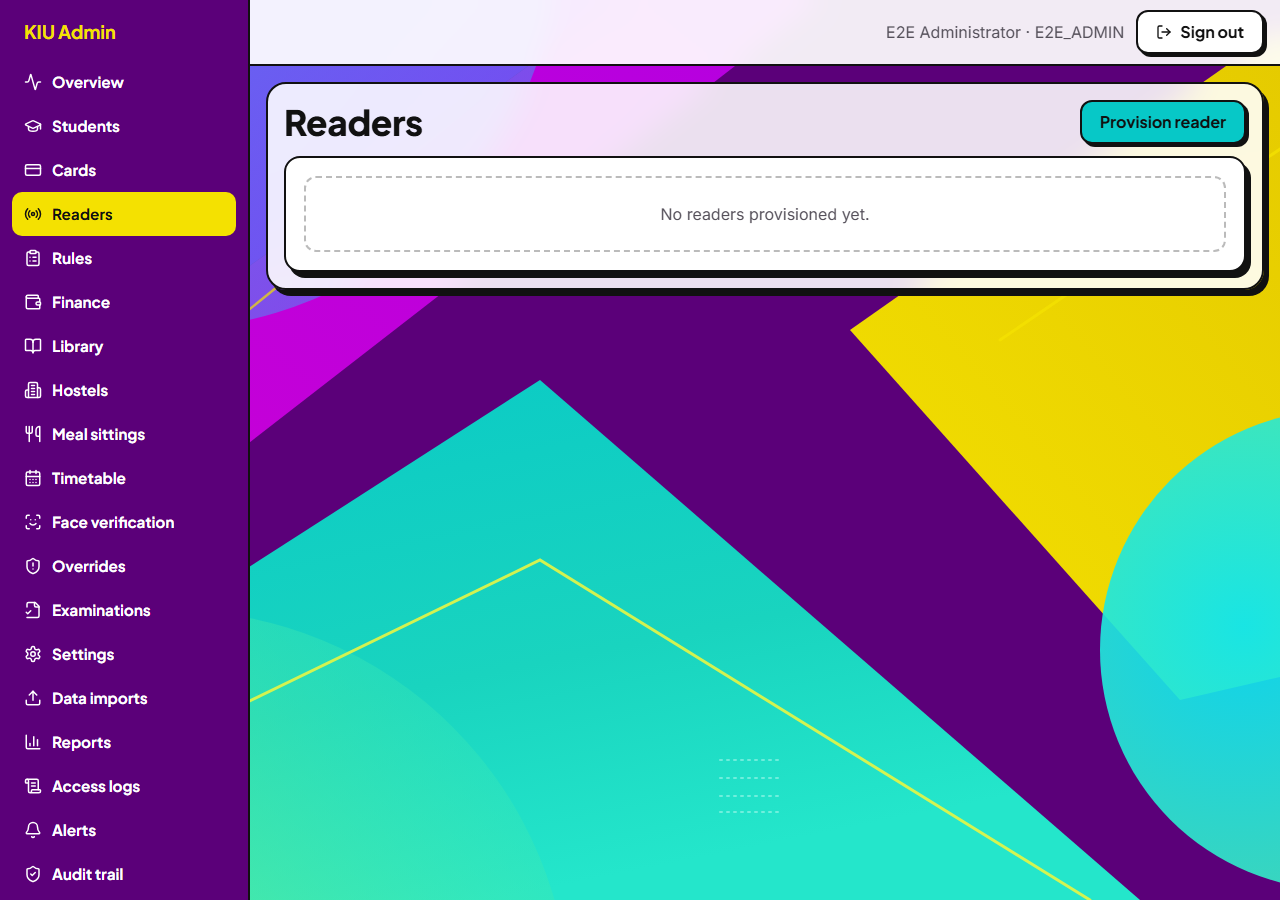 KIU Admin
Overview
Students
Cards
Readers
Rules
Finance
Library
Hostels
Meal sittings
Timetable
Face verification
Overrides
Examinations
Settings
Data imports
Reports
Access logs
Alerts
Audit trail
E2E Administrator · E2E_ADMIN
Sign out
Readers
Provision reader
No readers provisioned yet.